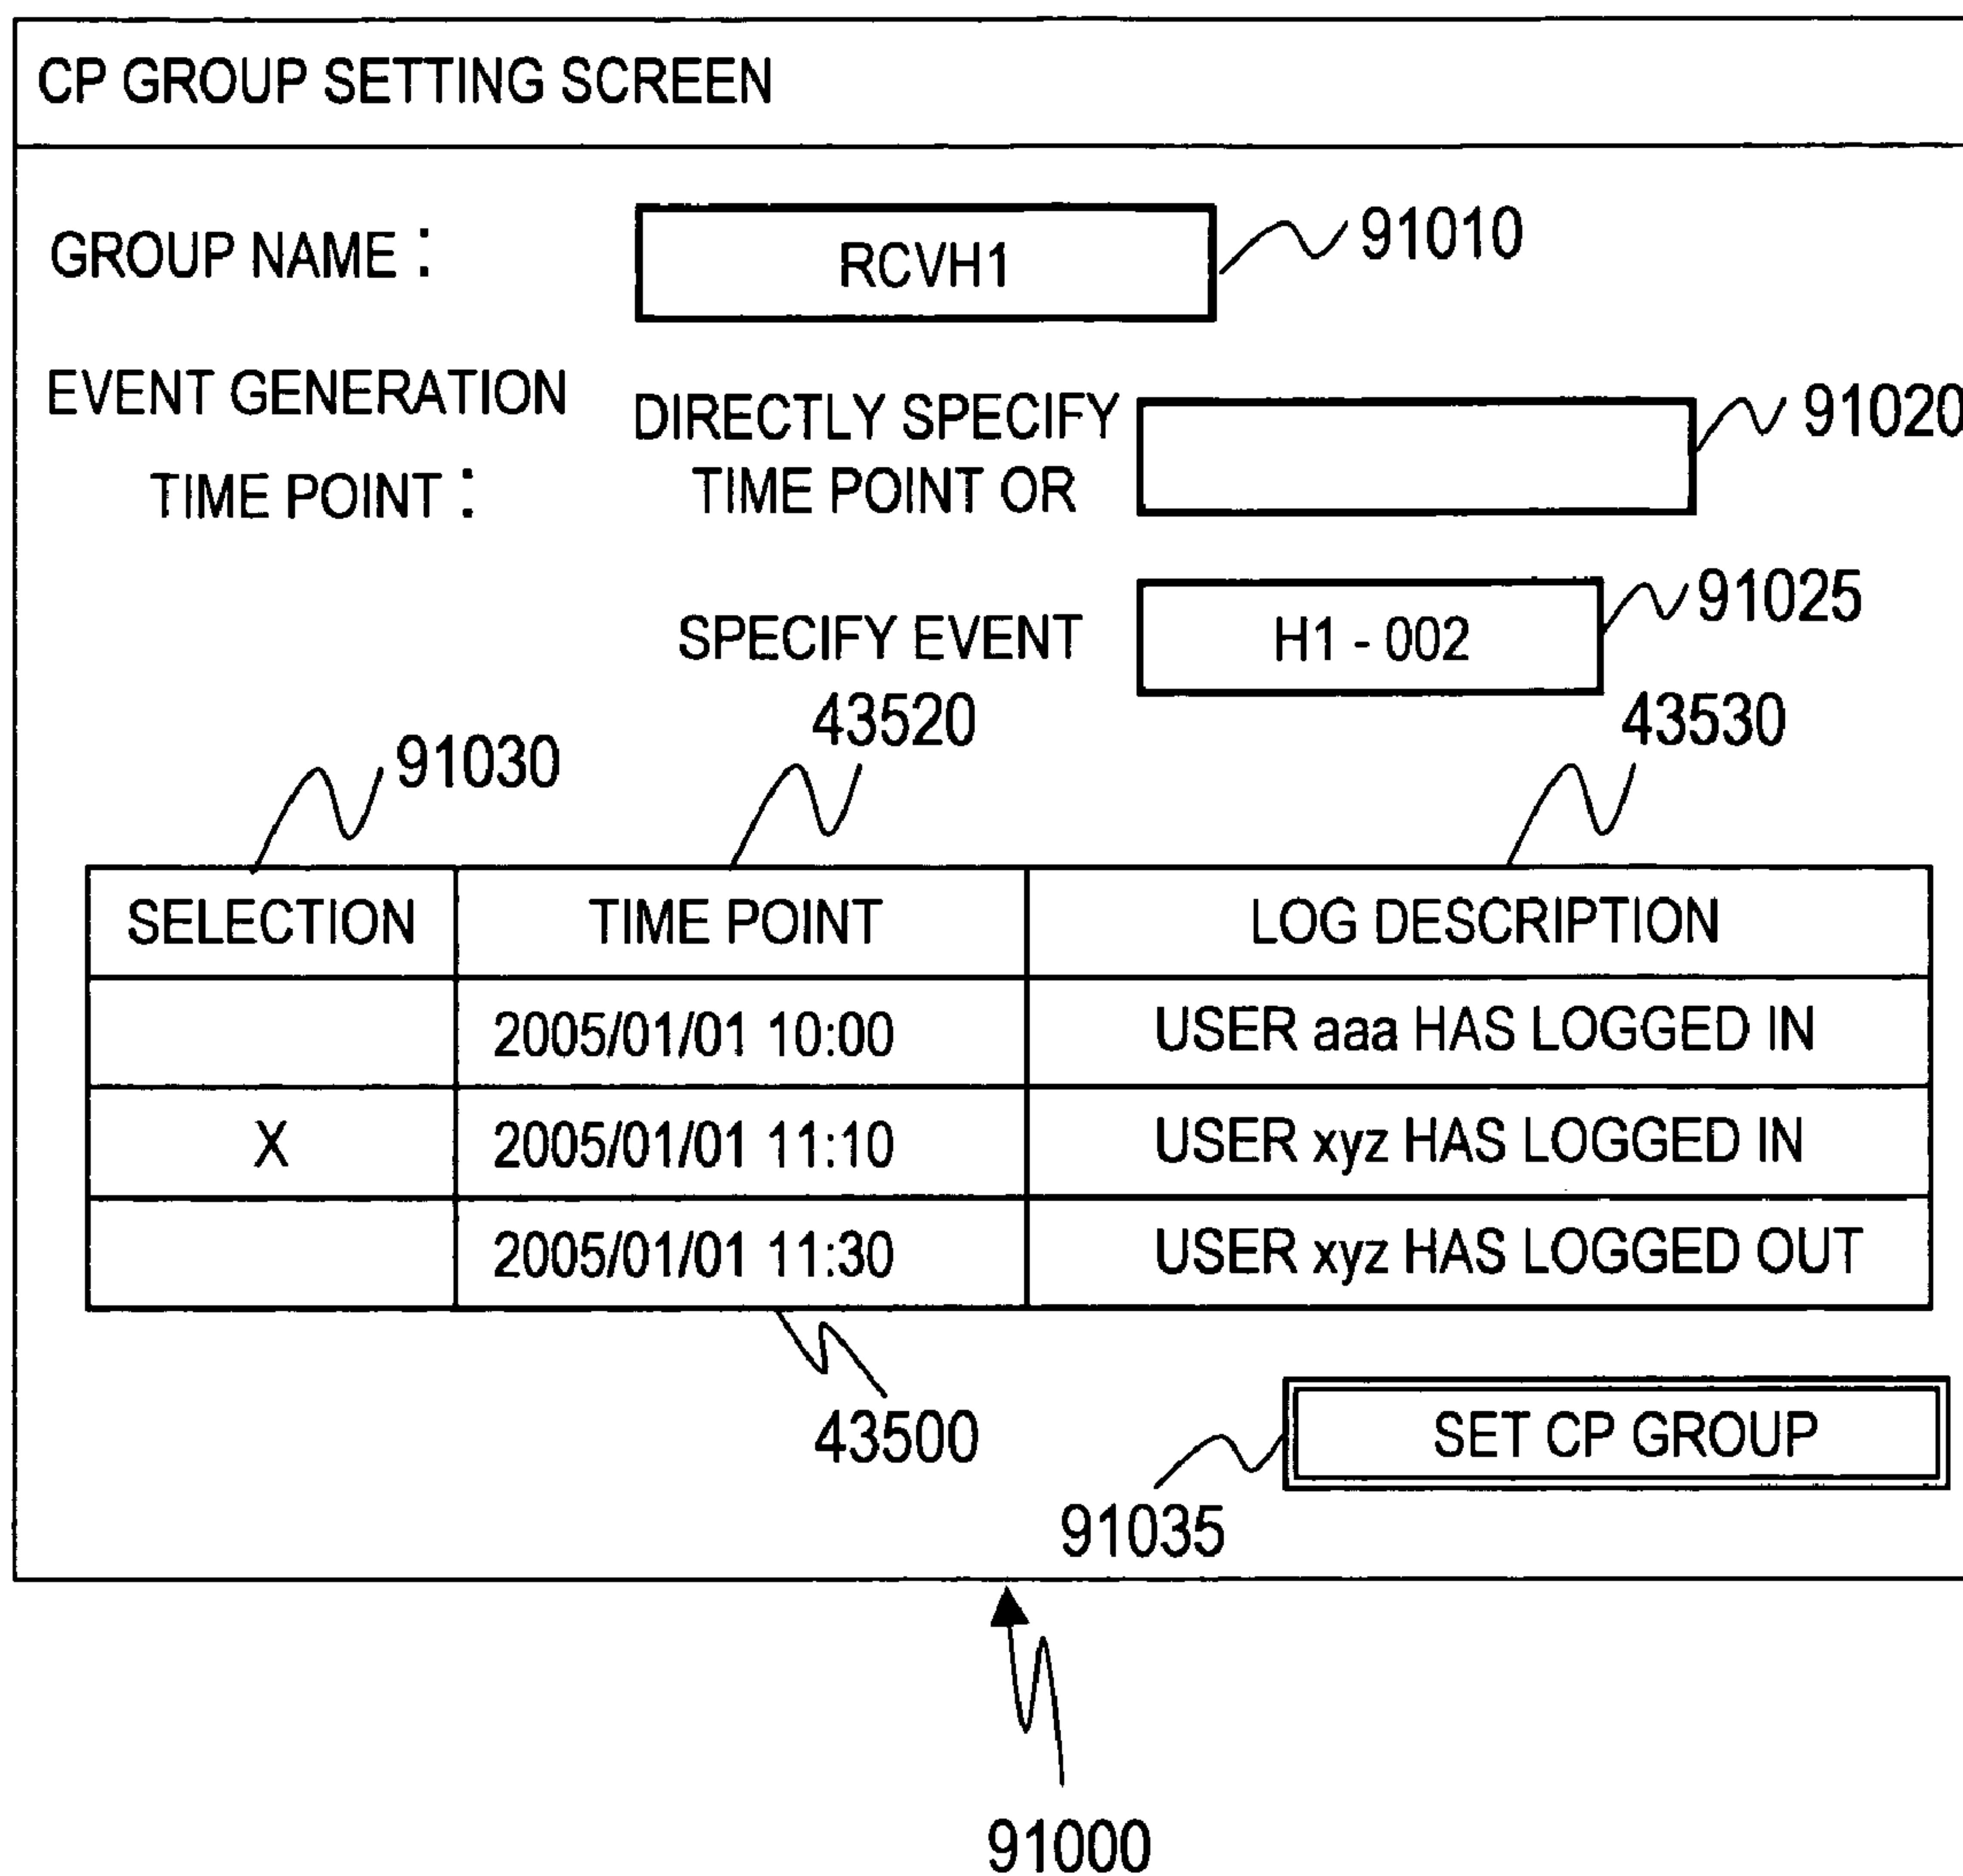 CP GROUP SETTING SCREEN
GROUP NAME : RCVH1 91010
EVENT GENERATION
TIME POINT :
DIRECTLY SPECIFY
TIME POINT OR
91020
SPECIFY EVENT H1 - 002 91025
91030 43520 43530
SELECTION TIME POINT LOG DESCRIPTION
2005/01/01 10:00 USER aaa HAS LOGGED IN
X 2005/01/01 11:10 USER xyz HAS LOGGED IN
2005/01/01 11:30 USER xyz HAS LOGGED OUT
43500
SET CP GROUP
91035
91000